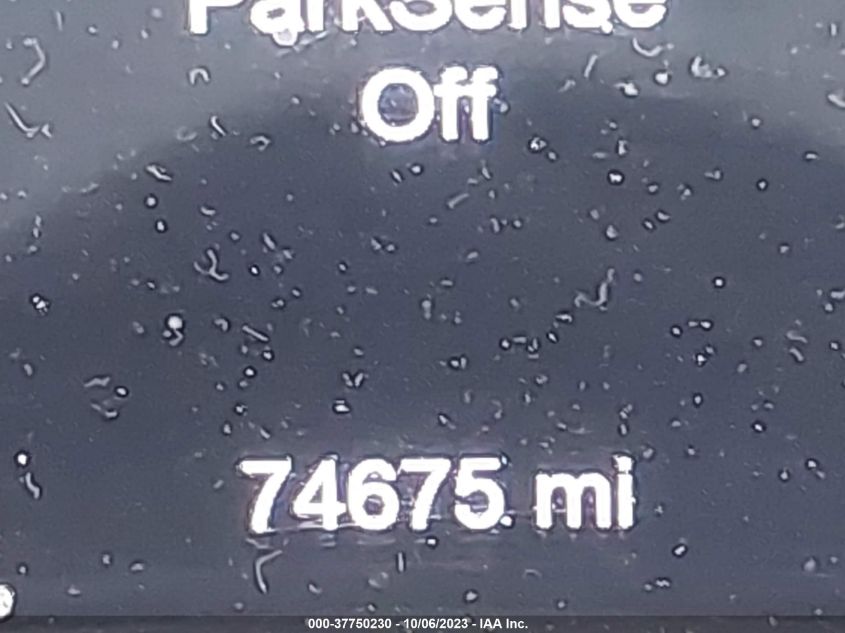 ParkSense
Off
74675 mi
000-37750230 - 10/06/2023 - IAA Inc.